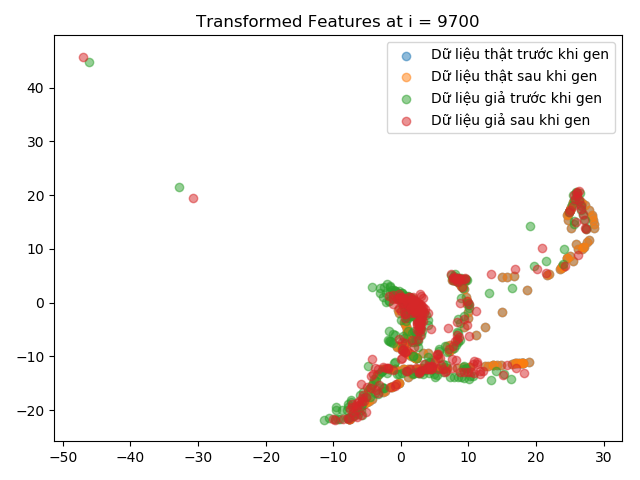 Transformed Features at i = 9700
Dữ liệu thật trước khi gen
Dữ liệu thật sau khi gen
Dữ liệu giả trước khi gen
Dữ liệu giả sau khi gen
40
30
20
10
0
−10
−20
−50 −40 −30 −20 −10 0 10 20 30